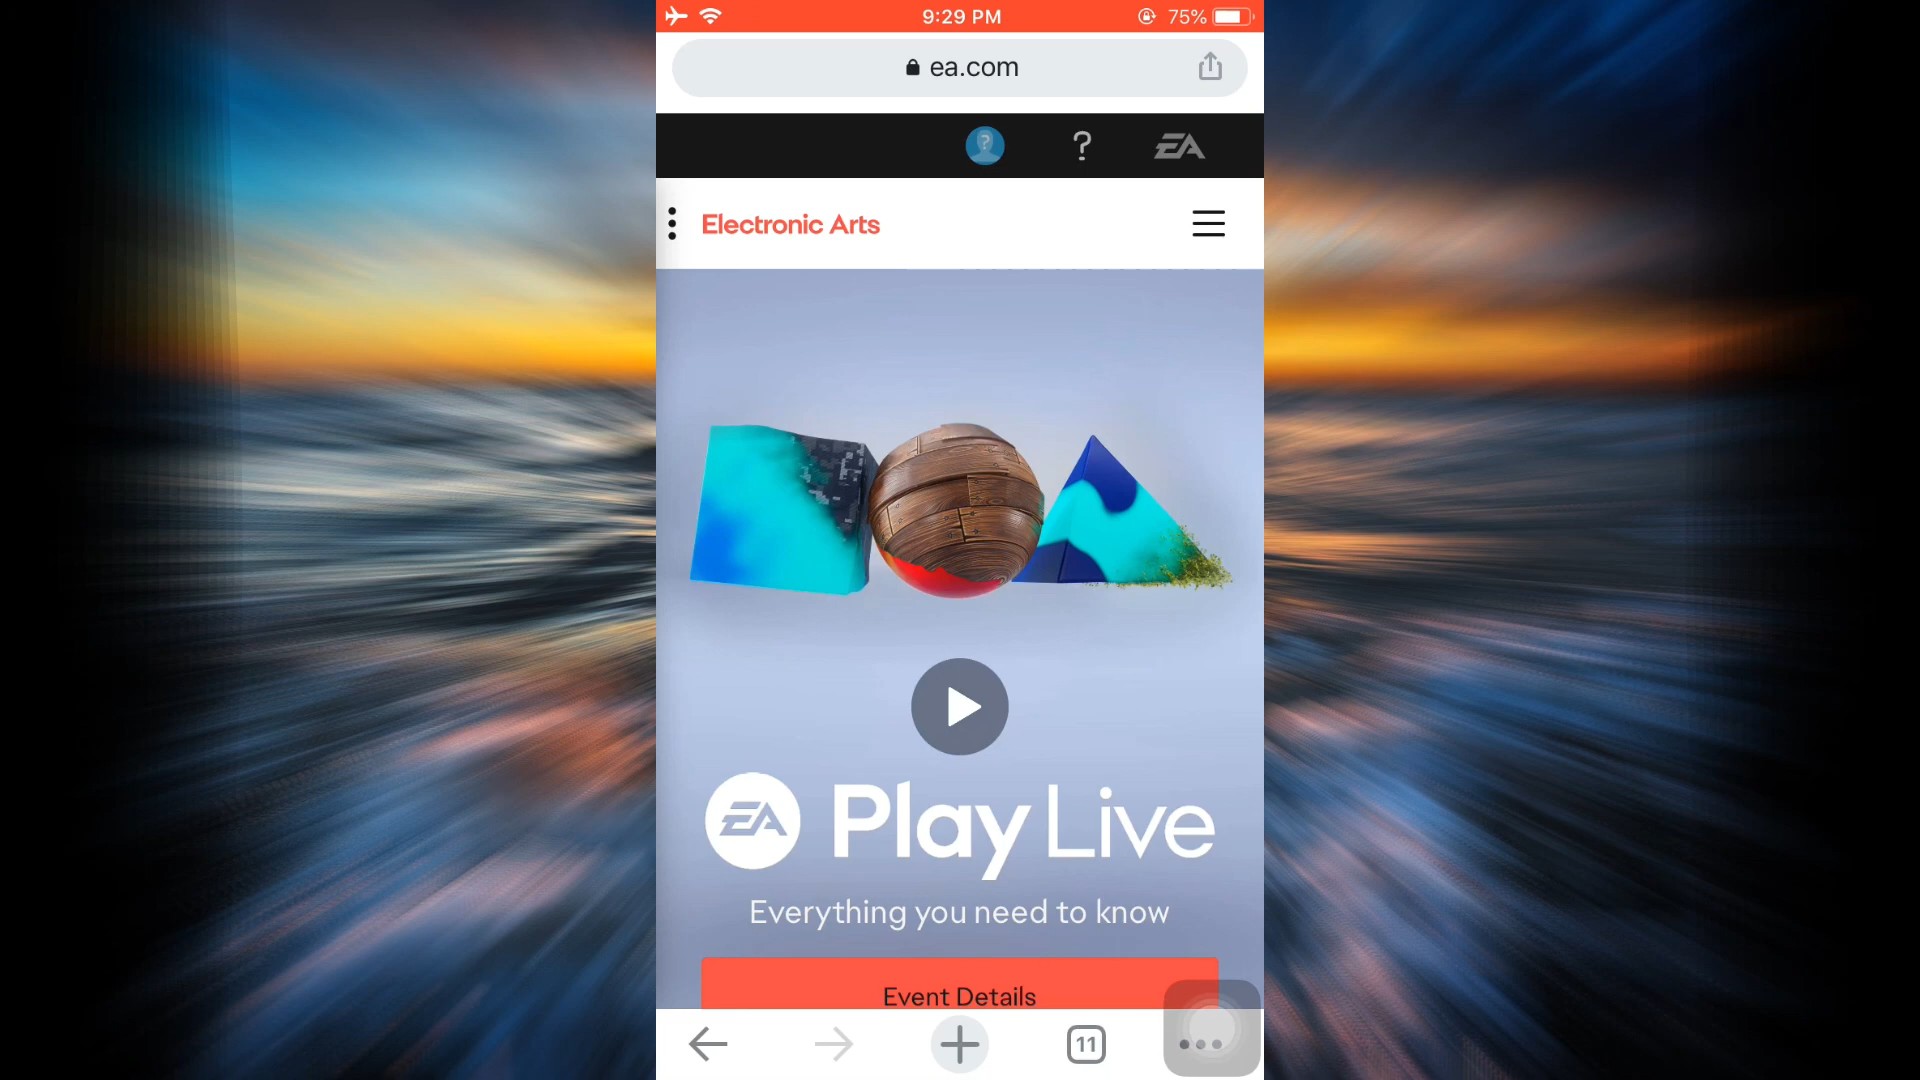 9:29 PM
75%
ea.com
?
?
EA
Electronic Arts
EA Play Live
Everything you need to know
Event Details
11